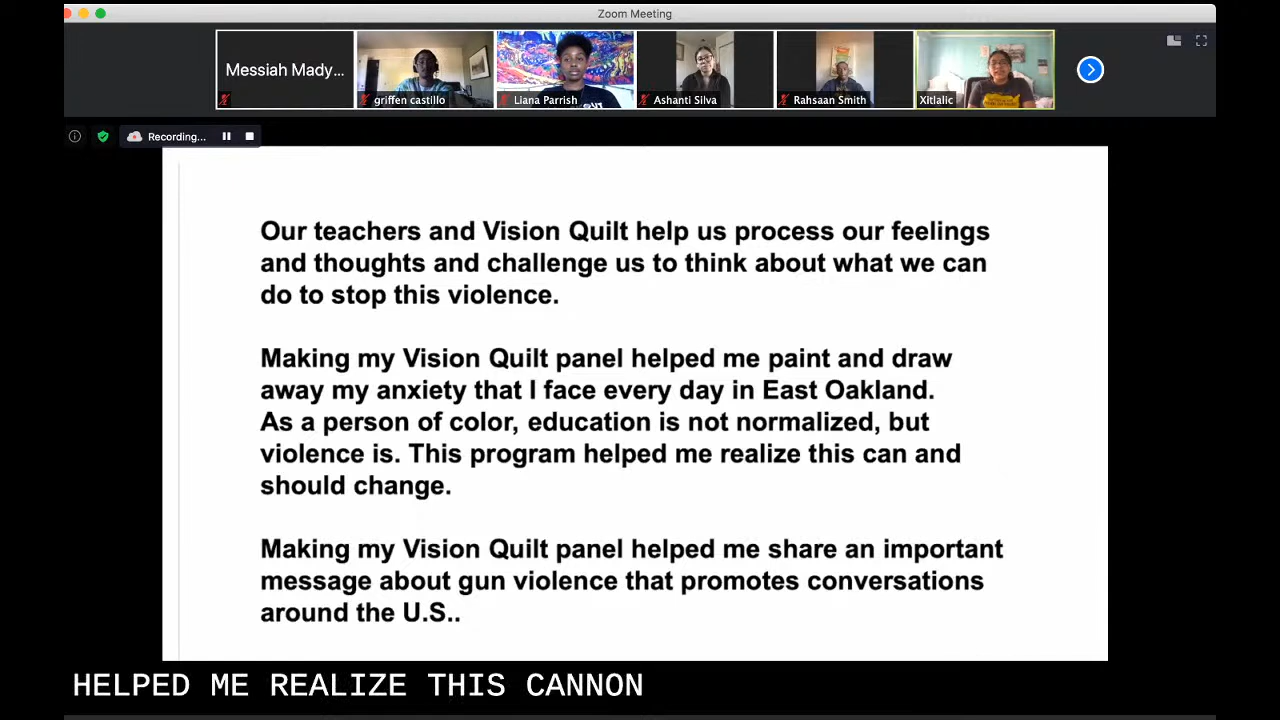 Zoom Meeting
Messiah Mady...
griffen castillo
Liana Parrish
Ashanti Silva
Rahsaan Smith
Xitlalic
Recording...
Our teachers and Vision Quilt help us process our feelings
and thoughts and challenge us to think about what we can
do to stop this violence.
Making my Vision Quilt panel helped me paint and draw
away my anxiety that I face every day in East Oakland.
As a person of color, education is not normalized, but
violence is. This program helped me realize this can and
should change.
Making my Vision Quilt panel helped me share an important
message about gun violence that promotes conversations
around the U.S..
HELPED ME REALIZE THIS CANNON